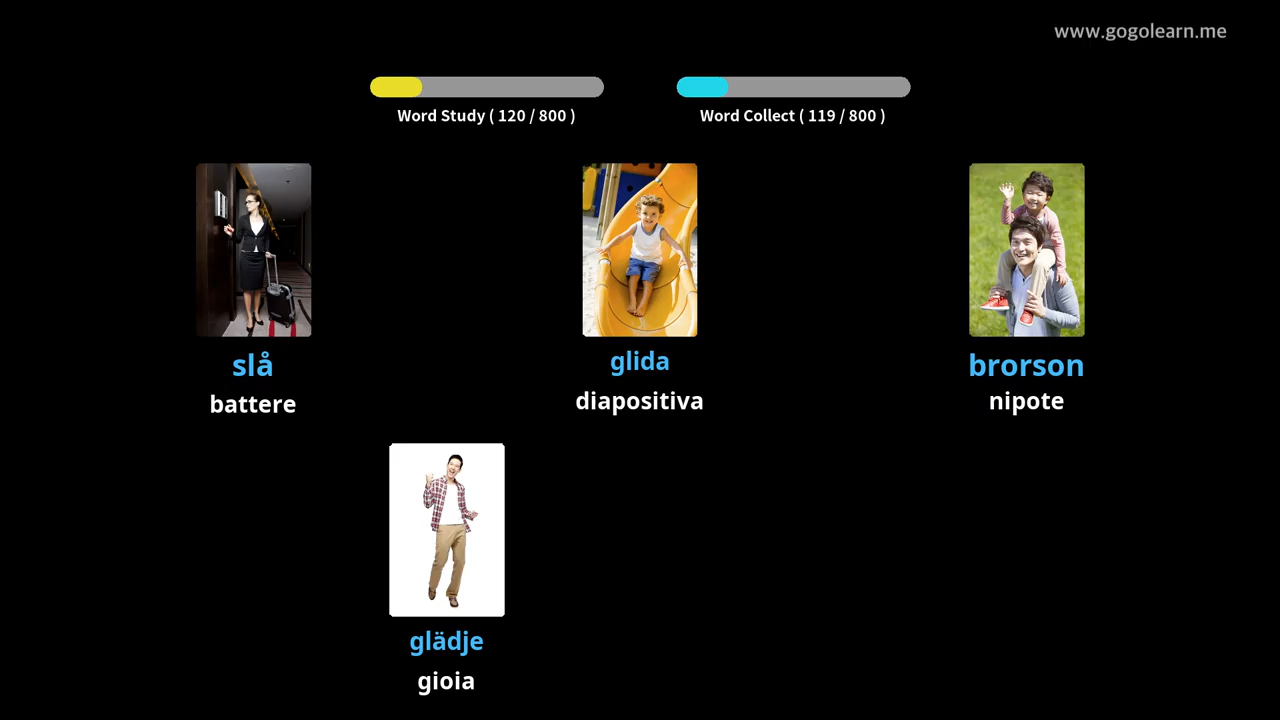 www.gogolearn.me
Word Study ( 120 / 800 )
Word Collect ( 119 / 800 )
slå
battere
glida
diapositiva
brorson
nipote
glädje
gioia